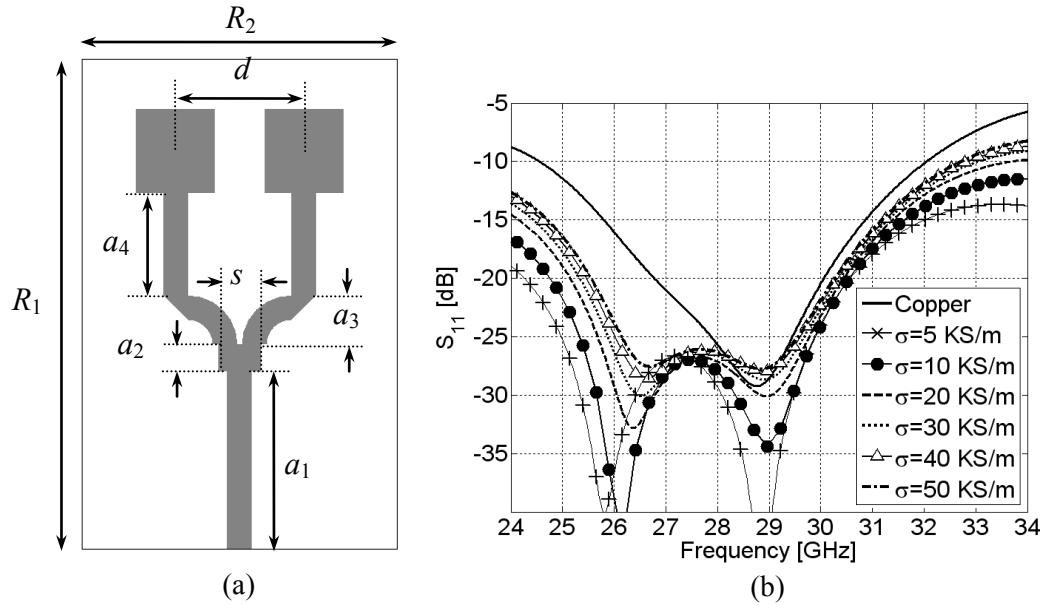 R2
d
a4
s
R1
a3
a2
a1
(a)
-5
-10
-15
-20
-25
-30
-35
S11 [dB]
Copper
σ=5 KS/m
σ=10 KS/m
σ=20 KS/m
σ=30 KS/m
σ=40 KS/m
σ=50 KS/m
24 25 26 27 28 29 30 31 32 33 34
Frequency [GHz]
(b)